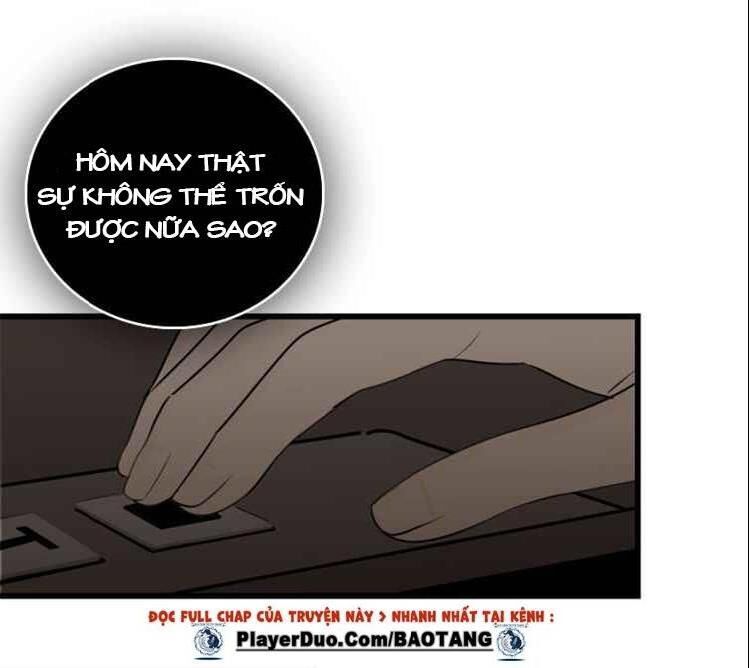 HÔM NAY THẬT
SỰ KHÔNG THỂ TRỐN
ĐƯỢC NỮA SAO?
T
ĐỌC FULL CHAP CỦA TRUYỆN NÀY > NHANH NHẤT TẠI KÊNH :
PLAYERDUO.COM/BAOTANG